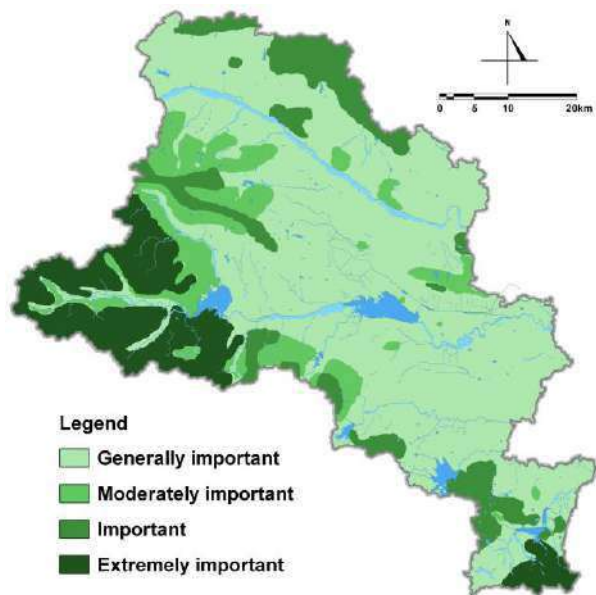 N
0 5 10 20km
Legend
Generally important
Moderately important
Important
Extremely important